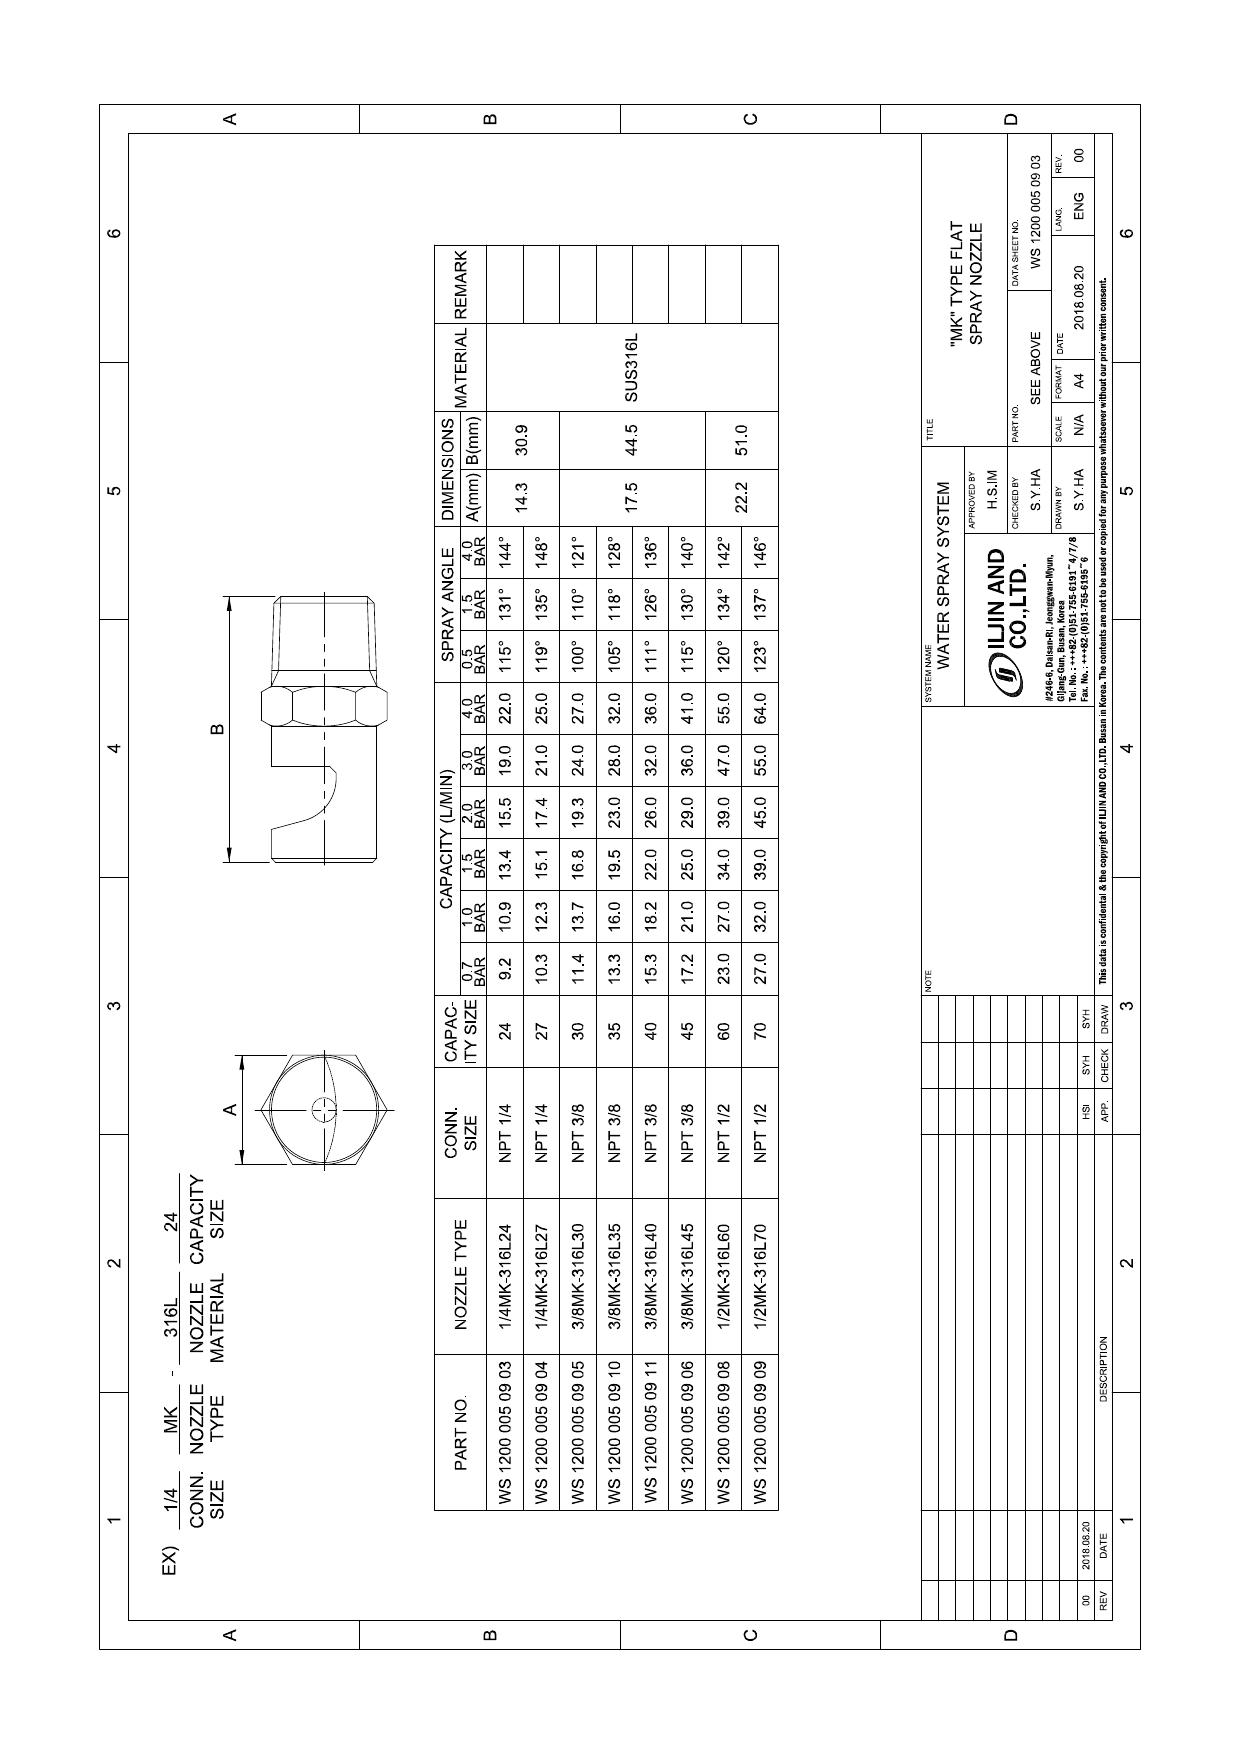 1 2 3 4 5 6
A
B
C
D
EX) 1/4 MK - 316L 24
CONN. NOZZLE NOZZLE CAPACITY
SIZE TYPE MATERIAL SIZE
A
B
PART NO. NOZZLE TYPE CONN. SIZE CAPAC-ITY SIZE CAPACITY (L/MIN) SPRAY ANGLE DIMENSIONS MATERIAL REMARK
0.7 BAR 1.0 BAR 1.5 BAR 2.0 BAR 3.0 BAR 4.0 BAR 0.5 BAR 1.5 BAR 4.0 BAR A(mm) B(mm)
WS 1200 005 09 03 1/4MK-316L24 NPT 1/4 24 9.2 10.9 13.4 15.5 19.0 22.0 115° 131° 144° 14.3 30.9 SUS316L
WS 1200 005 09 04 1/4MK-316L27 NPT 1/4 27 10.3 12.3 15.1 17.4 21.0 25.0 119° 135° 148°
WS 1200 005 09 05 3/8MK-316L30 NPT 3/8 30 11.4 13.7 16.8 19.3 24.0 27.0 100° 110° 121° 17.5 44.5
WS 1200 005 09 10 3/8MK-316L35 NPT 3/8 35 13.3 16.0 19.5 23.0 28.0 32.0 105° 118° 128°
WS 1200 005 09 11 3/8MK-316L40 NPT 3/8 40 15.3 18.2 22.0 26.0 32.0 36.0 111° 126° 136°
WS 1200 005 09 06 3/8MK-316L45 NPT 3/8 45 17.2 21.0 25.0 29.0 36.0 41.0 115° 130° 140°
WS 1200 005 09 08 1/2MK-316L60 NPT 1/2 60 23.0 27.0 34.0 39.0 47.0 55.0 120° 134° 142° 22.2 51.0
WS 1200 005 09 09 1/2MK-316L70 NPT 1/2 70 27.0 32.0 39.0 45.0 55.0 64.0 123° 137° 146°
00 2018.08.20 HSI SYH SYH
REV DATE DESCRIPTION APP. CHECK DRAW
NOTE
SYSTEM NAME
WATER SPRAY SYSTEM
ILJIN AND
CO.,LTD.
#246-6, Daisan-Ri, Jeonggwan-Myun,
Gijang-Gun, Busan, Korea
Tel. No. : +++82-(0)51-755-6191~4/7/8
Fax. No. : +++82-(0)51-755-6195~6
APPROVED BY
H.S.IM
CHECKED BY
S.Y.HA
DRAWN BY
S.Y.HA
TITLE
"MK" TYPE FLAT
SPRAY NOZZLE
PART NO.
SEE ABOVE
DATA SHEET NO.
WS 1200 005 09 03
SCALE FORMAT DATE LANG. REV.
N/A A4 2018.08.20 ENG 00
This data is confidential & the copyright of ILJIN AND CO.,LTD. Busan in Korea. The contents are not to be used or copied for any purpose whatsoever without our prior written consent.
A
B
C
D
1 2 3 4 5 6